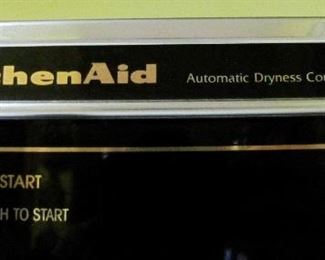 chenAid Automatic Dryness Co
START
H TO START